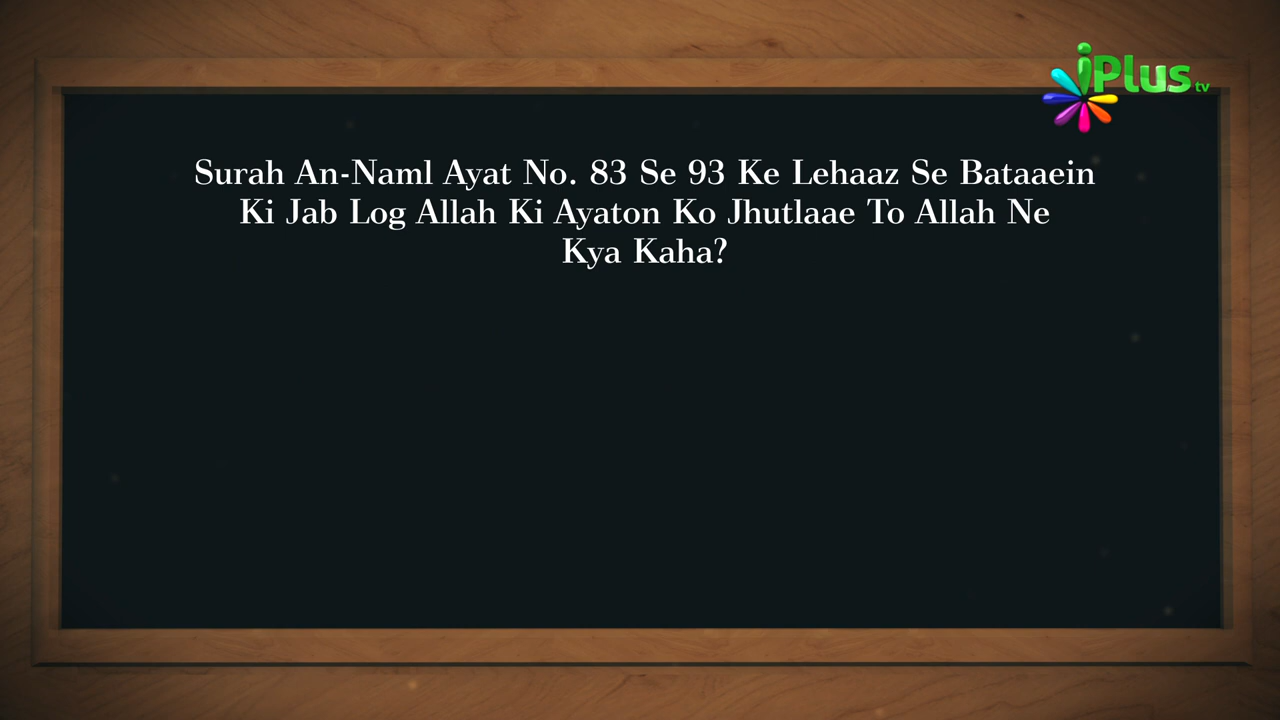 iPlus tv
Surah An-Naml Ayat No. 83 Se 93 Ke Lehaaz Se Bataaein
Ki Jab Log Allah Ki Ayaton Ko Jhutlaae To Allah Ne
Kya Kaha?